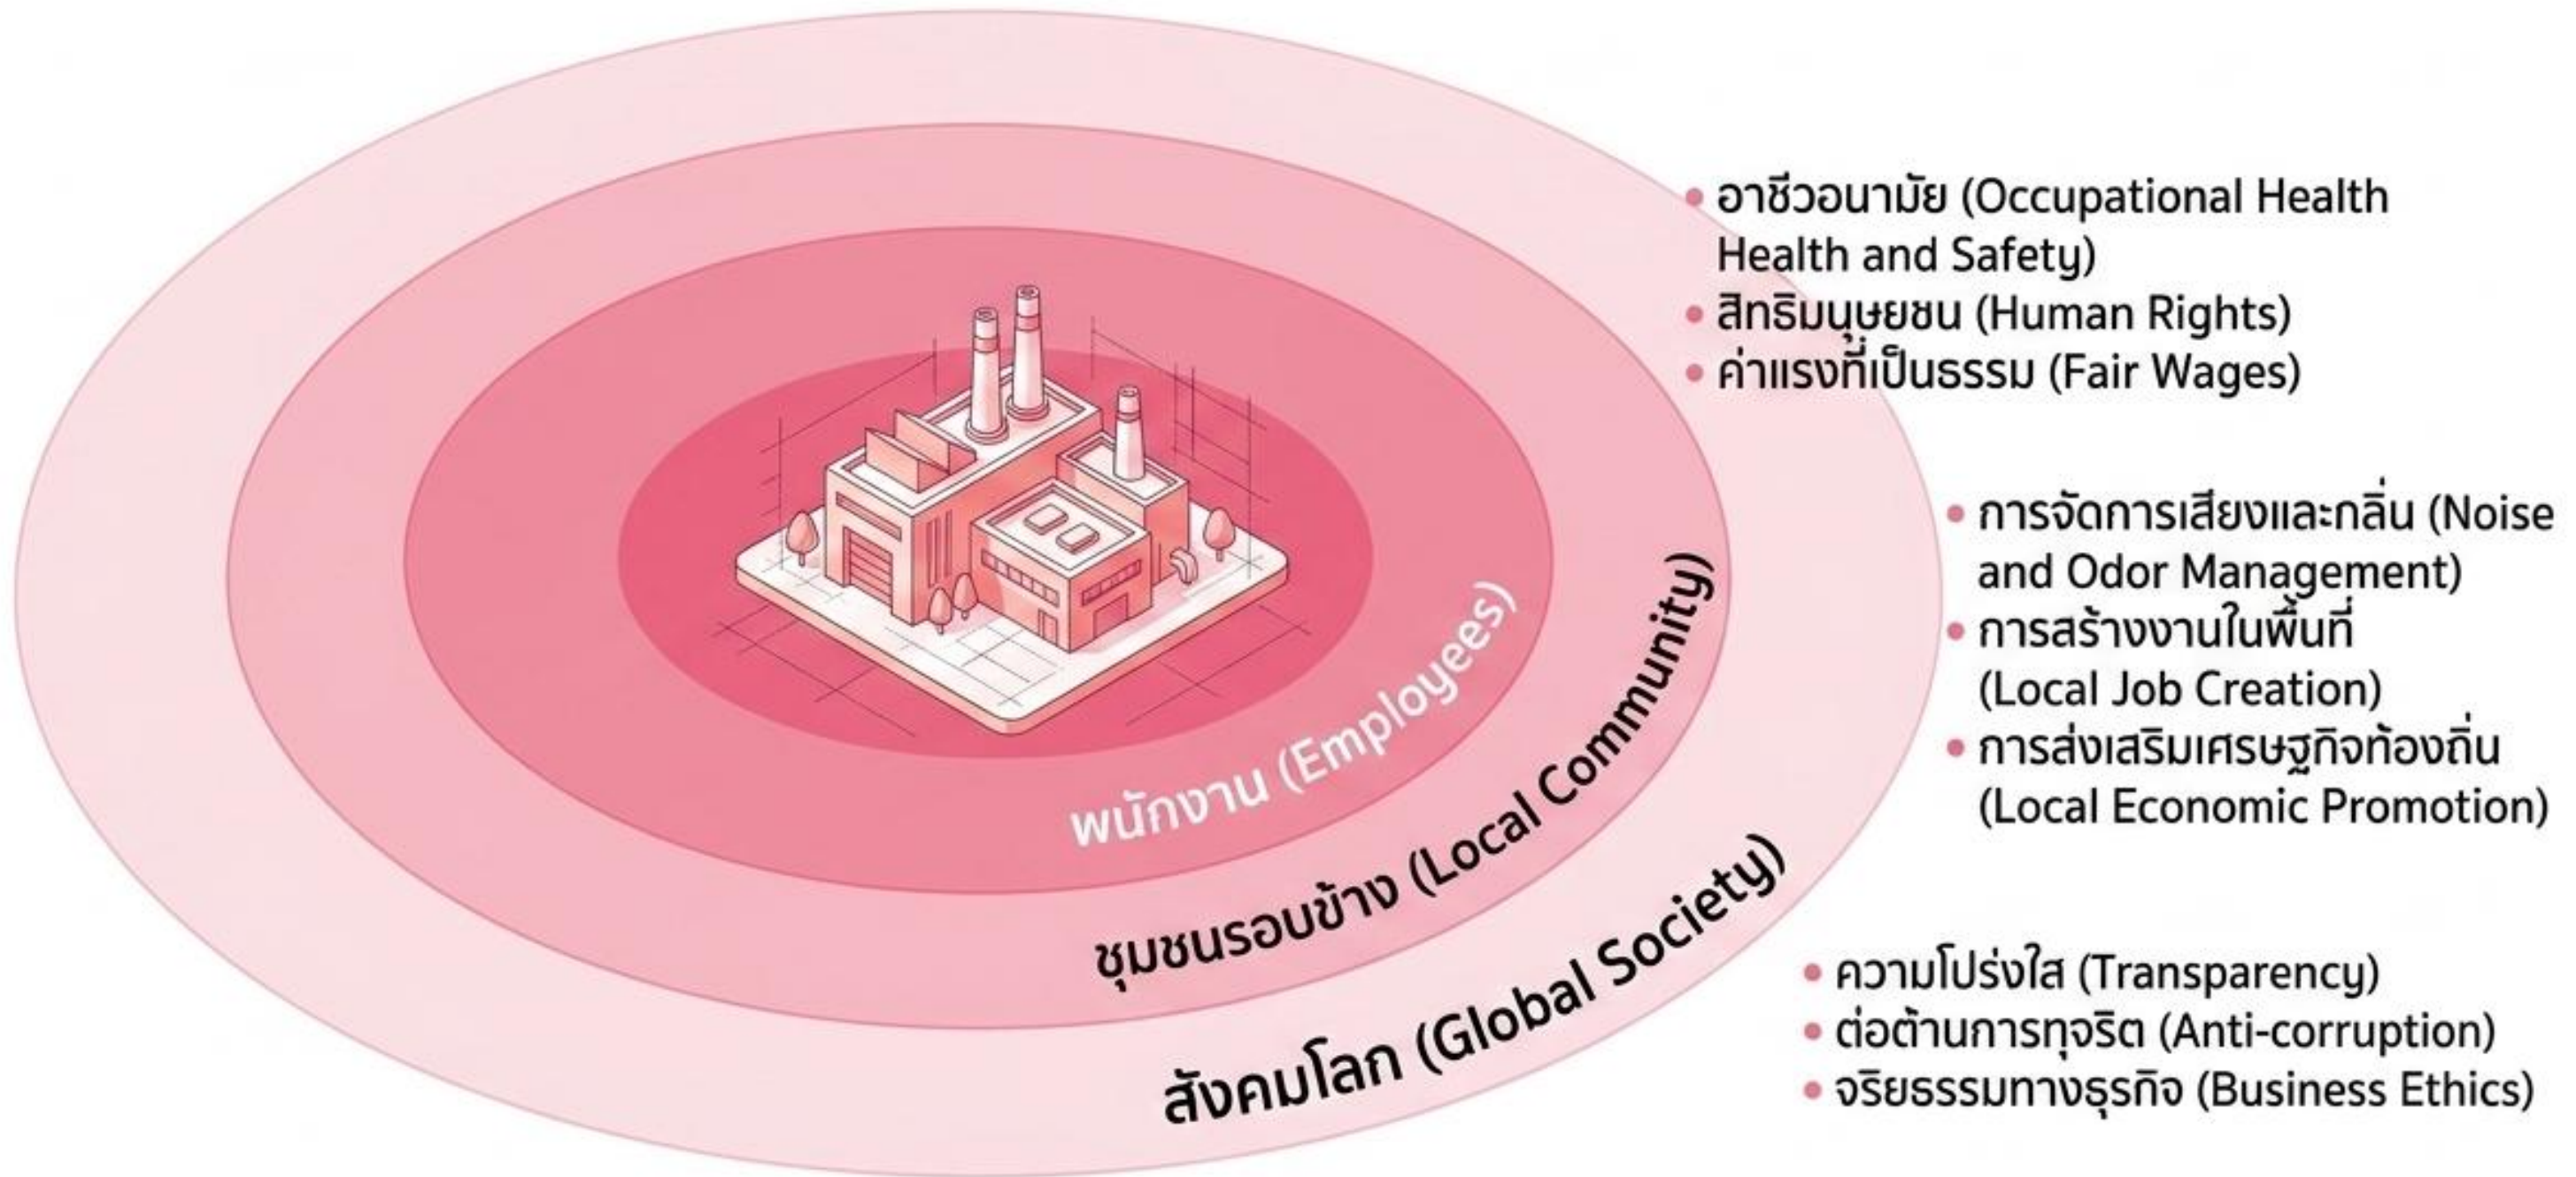 • อาชีวอนามัย (Occupational Health
Health and Safety)
• สิทธิมนุษยชน (Human Rights)
• ค่าแรงที่เป็นธรรม (Fair Wages)
• การจัดการเสียงและกลิ่น (Noise
and Odor Management)
• การสร้างงานในพื้นที่
(Local Job Creation)
• การส่งเสริมเศรษฐกิจท้องถิ่น
(Local Economic Promotion)
พนักงาน (Employees)
ชุมชนรอบข้าง (Local Community)
สังคมโลก (Global Society)
• ความโปร่งใส (Transparency)
• ต่อต้านการทุจริต (Anti-corruption)
• จริยธรรมทางธุรกิจ (Business Ethics)